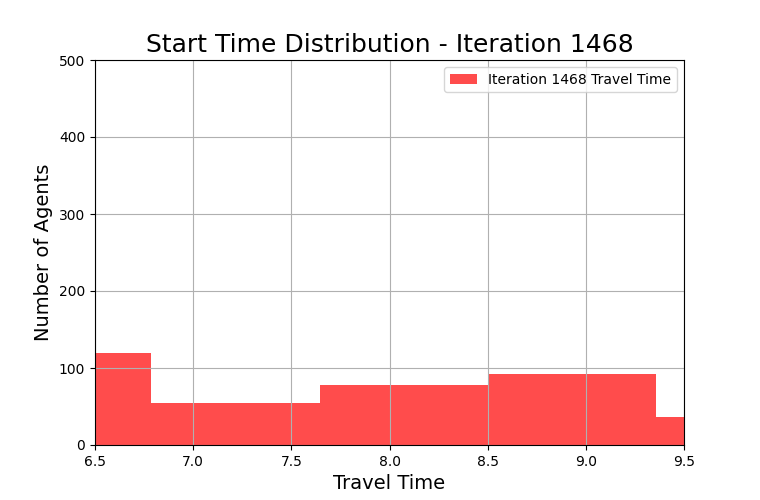 Start Time Distribution - Iteration 1468
500
Iteration 1468 Travel Time
400
300
200
100
0
Number of Agents
6.5 7.0 7.5 8.0 8.5 9.0 9.5
Travel Time